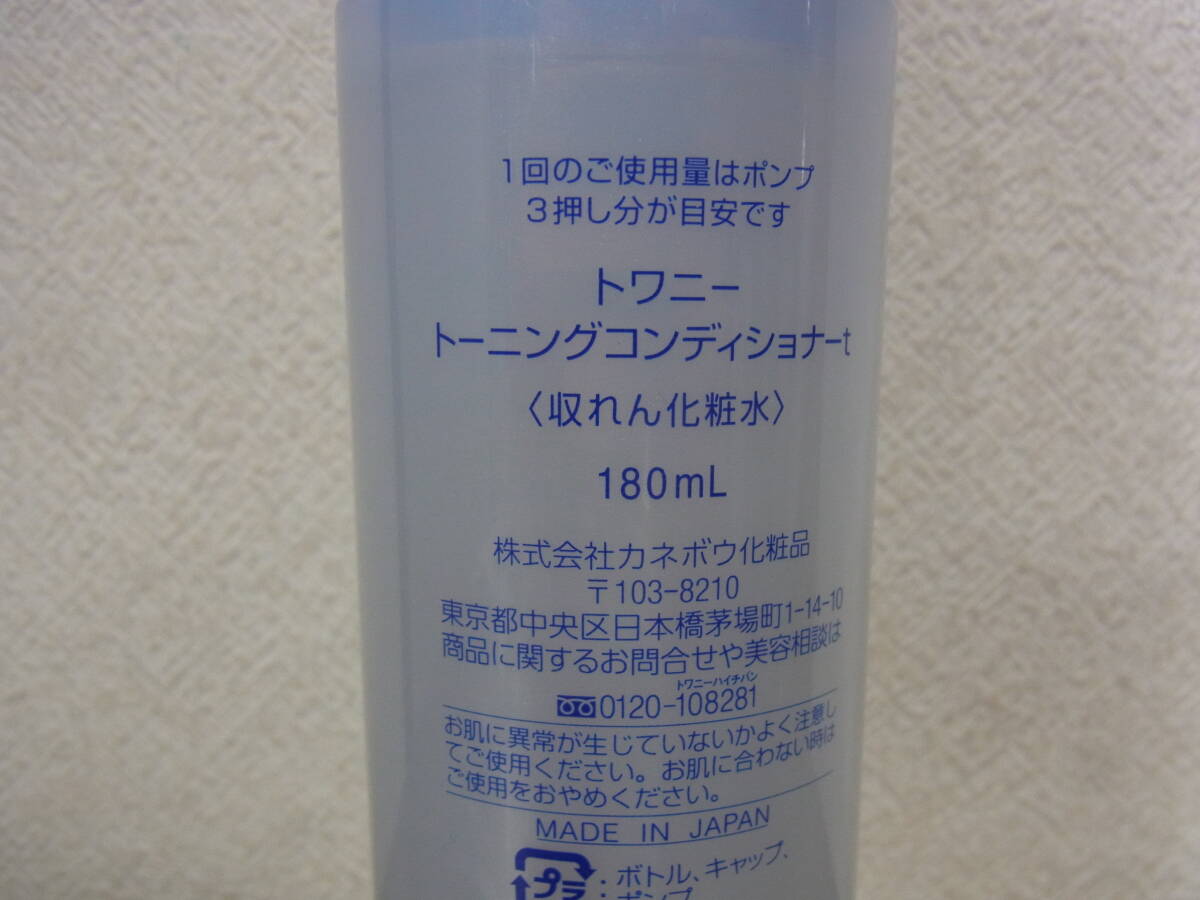 1回のご使用量はポンプ
3押し分が目安です
トワニー
トーニングコンディショナーt
〈収れん化粧水〉
180mL
株式会社カネボウ化粧品
〒103-8210
東京都中央区日本橋茅場町1-14-10
商品に関するお問合せや美容相談は
トワニーハイチバン
0120-108281
お肌に異常が生じていないかよく注意し
てご使用ください。お肌に合わない時は
ご使用をおやめください。
MADE IN JAPAN
プラ:ボトル、キャップ、
ポンプ